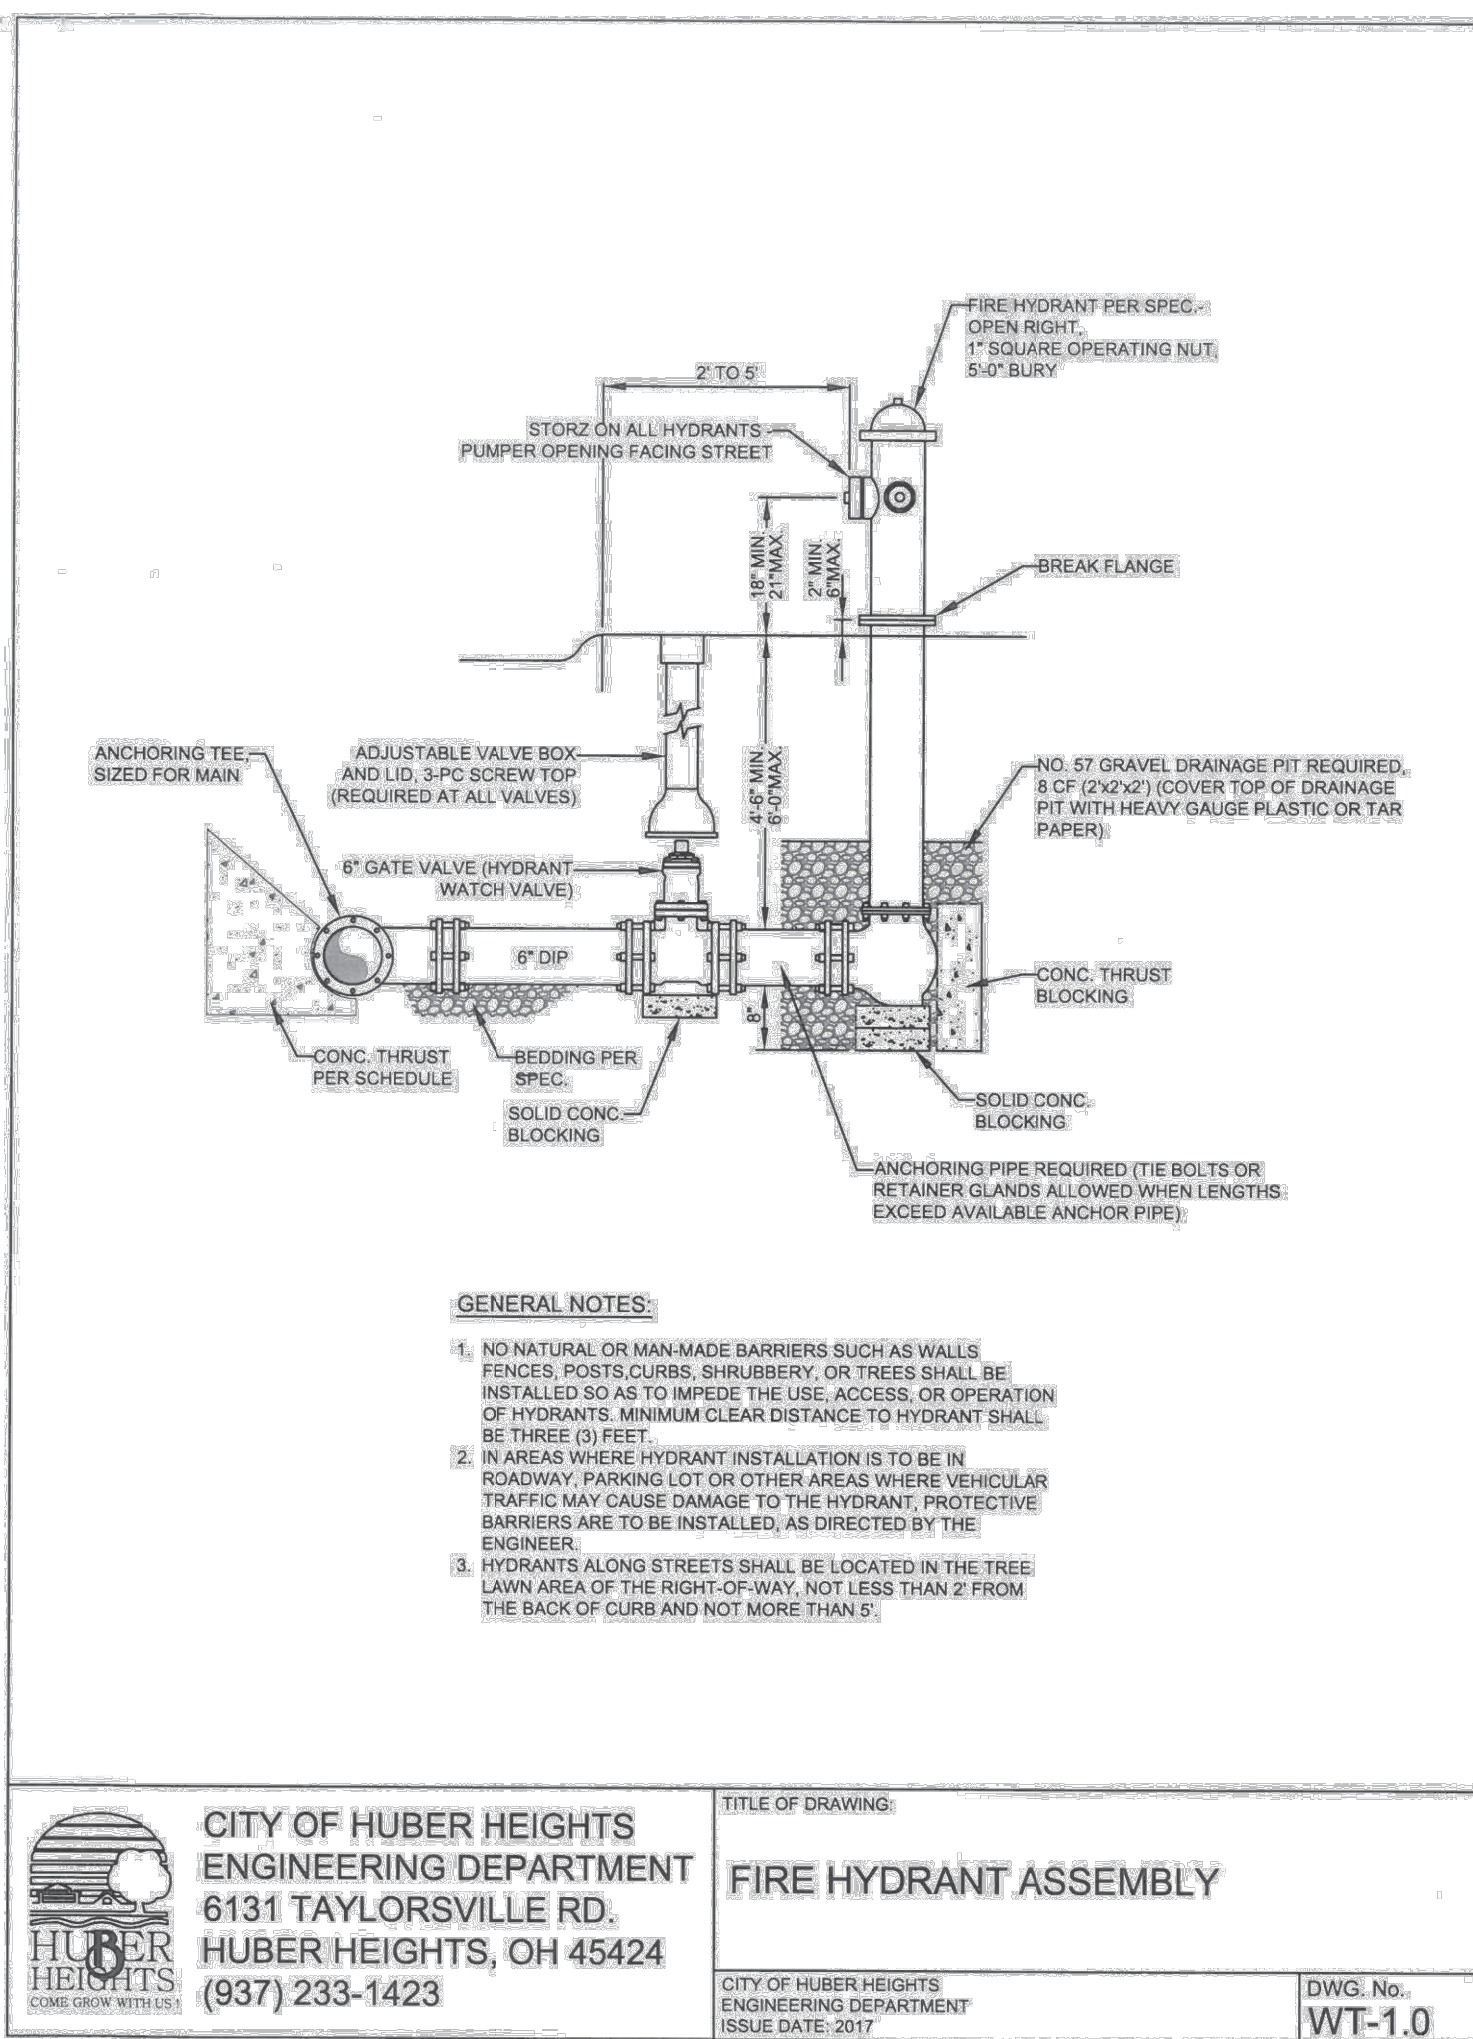 FIRE HYDRANT PER SPEC.-
OPEN RIGHT,
1" SQUARE OPERATING NUT,
5'-0" BURY
2' TO 5'
STORZ ON ALL HYDRANTS -
PUMPER OPENING FACING STREET
18" MIN.
21"MAX.
2" MIN.
6"MAX.
BREAK FLANGE
ANCHORING TEE,
SIZED FOR MAIN
ADJUSTABLE VALVE BOX
AND LID, 3-PC SCREW TOP
(REQUIRED AT ALL VALVES)
4'-6" MIN.
6'-0"MAX.
NO. 57 GRAVEL DRAINAGE PIT REQUIRED,
8 CF (2'x2'x2') (COVER TOP OF DRAINAGE
PIT WITH HEAVY GAUGE PLASTIC OR TAR
PAPER)
6" GATE VALVE (HYDRANT
WATCH VALVE)
6" DIP
CONC. THRUST
BLOCKING
8"
CONC. THRUST
PER SCHEDULE
BEDDING PER
SPEC.
SOLID CONC.
BLOCKING
SOLID CONC.
BLOCKING
ANCHORING PIPE REQUIRED (TIE BOLTS OR
RETAINER GLANDS ALLOWED WHEN LENGTHS
EXCEED AVAILABLE ANCHOR PIPE)
GENERAL NOTES:
1. NO NATURAL OR MAN-MADE BARRIERS SUCH AS WALLS
FENCES, POSTS,CURBS, SHRUBBERY, OR TREES SHALL BE
INSTALLED SO AS TO IMPEDE THE USE, ACCESS, OR OPERATION
OF HYDRANTS. MINIMUM CLEAR DISTANCE TO HYDRANT SHALL
BE THREE (3) FEET.
2. IN AREAS WHERE HYDRANT INSTALLATION IS TO BE IN
ROADWAY, PARKING LOT OR OTHER AREAS WHERE VEHICULAR
TRAFFIC MAY CAUSE DAMAGE TO THE HYDRANT, PROTECTIVE
BARRIERS ARE TO BE INSTALLED, AS DIRECTED BY THE
ENGINEER.
3. HYDRANTS ALONG STREETS SHALL BE LOCATED IN THE TREE
LAWN AREA OF THE RIGHT-OF-WAY, NOT LESS THAN 2' FROM
THE BACK OF CURB AND NOT MORE THAN 5'.
HUBER
HEIGHTS
COME GROW WITH US !
CITY OF HUBER HEIGHTS
ENGINEERING DEPARTMENT
6131 TAYLORSVILLE RD.
HUBER HEIGHTS, OH 45424
(937) 233-1423
TITLE OF DRAWING:
FIRE HYDRANT ASSEMBLY
CITY OF HUBER HEIGHTS
ENGINEERING DEPARTMENT
ISSUE DATE: 2017
DWG. No.
WT-1.0